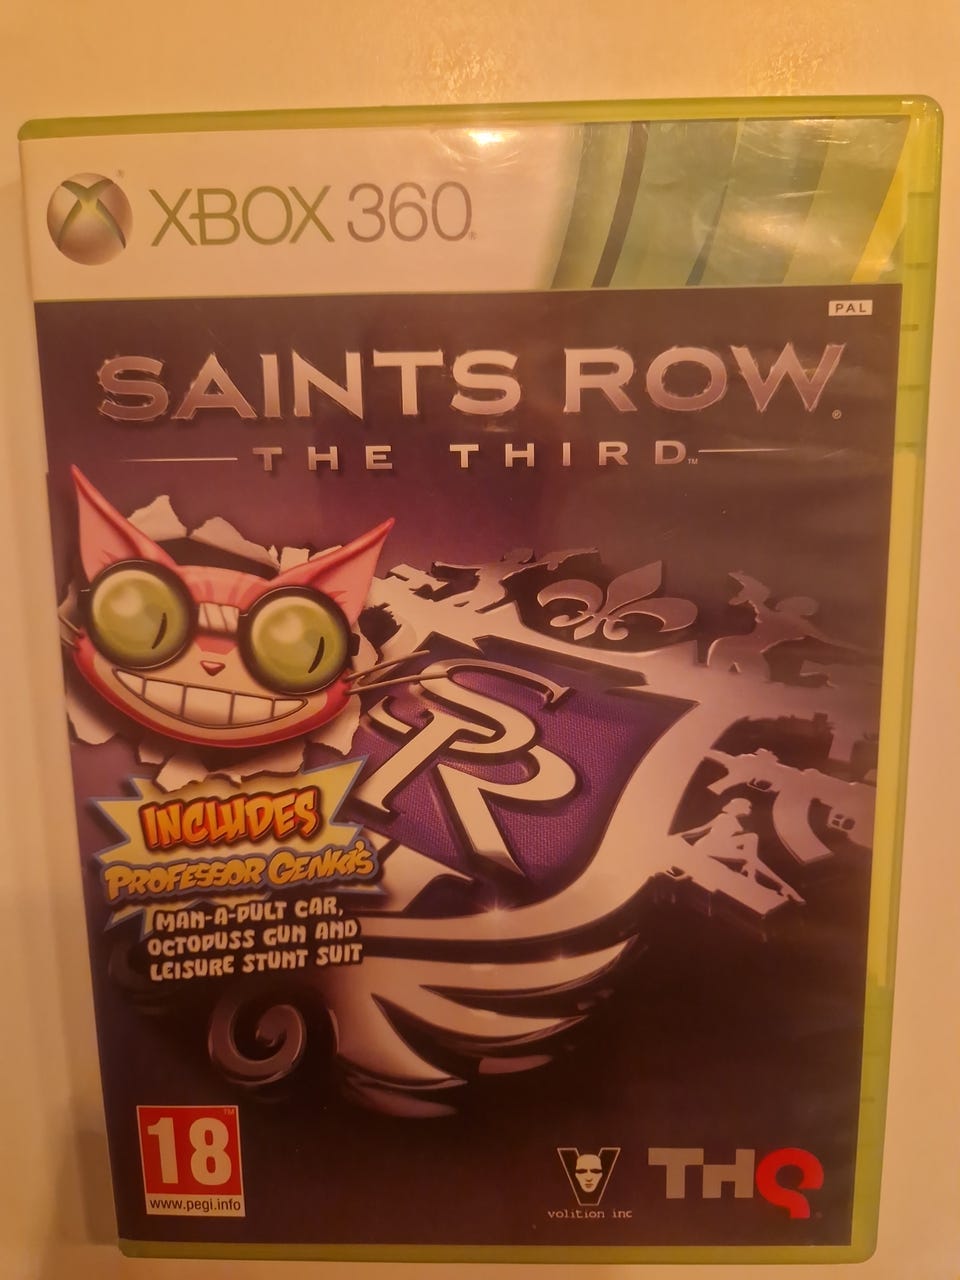 XBOX 360
PAL
SAINTS ROW
THE THIRD
SR
INCLUDES
PROFESSOR GENKI'S
MAN-A-PULT CAR,
OCTOPUSS GUN AND
LEISURE STUNT SUIT
18
www.pegi.info
V
volition inc
THQ